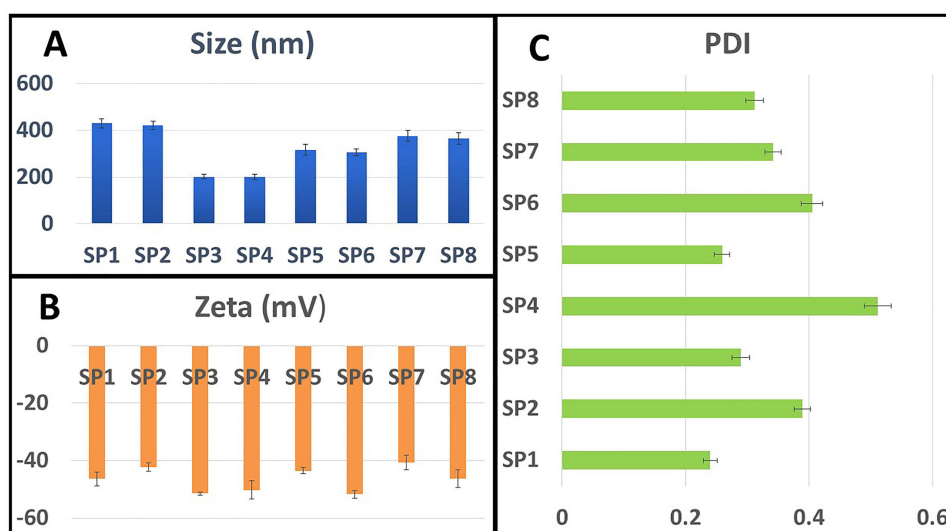 A
Size (nm)
600
400
200
0
SP1 SP2 SP3 SP4 SP5 SP6 SP7 SP8
B
Zeta (mV)
0
SP1 SP2 SP3 SP4 SP5 SP6 SP7 SP8
-20
-40
-60
C
PDI
SP8
SP7
SP6
SP5
SP4
SP3
SP2
SP1
0 0.2 0.4 0.6